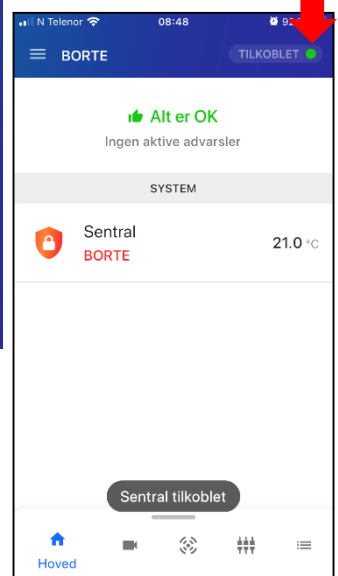 N Telenor 08:48 92
BORTE TILKOBLET
Alt er OK
Ingen aktive advarsler
SYSTEM
Sentral
BORTE
21.0 °C
Sentral tilkoblet
Hoved